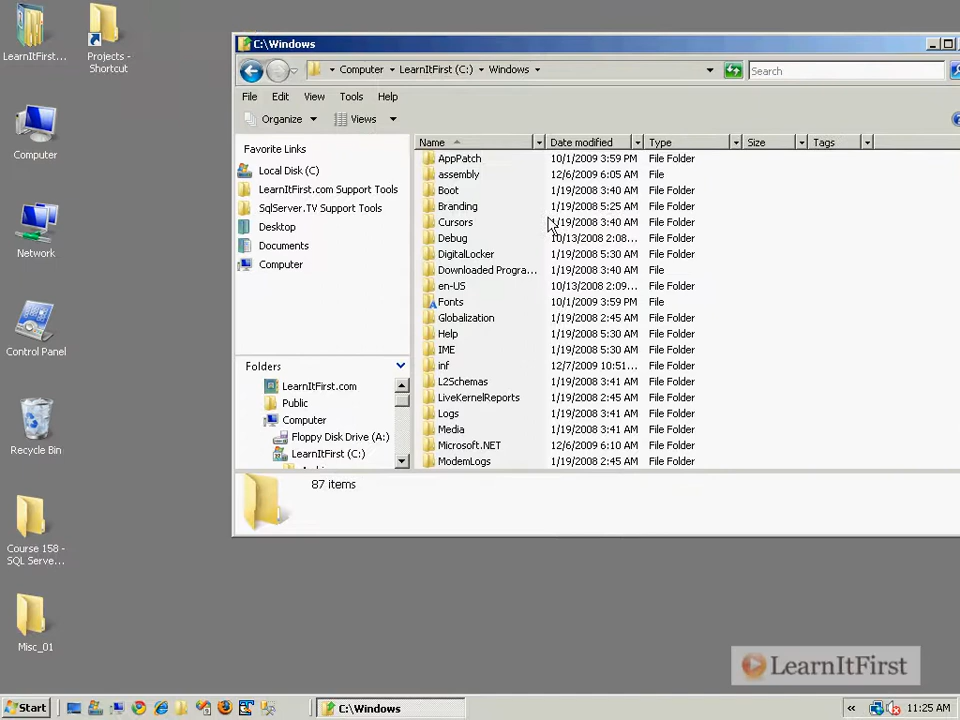 LearnItFirst...
Projects -
Shortcut
Computer
Network
Control Panel
Recycle Bin
Course 158 -
SQL Serve...
Misc_01
C:\Windows
Computer
LearnItFirst (C:)
Windows
Search
File
Edit
View
Tools
Help
Organize
Views
Favorite Links
Local Disk (C)
LearnItFirst.com Support Tools
SqlServer.TV Support Tools
Desktop
Documents
Computer
Folders
LearnItFirst.com
Public
Computer
Floppy Disk Drive (A:)
LearnItFirst (C:)
Name Date modified Type Size Tags
AppPatch 10/1/2009 3:59 PM File Folder
assembly 12/6/2009 6:05 AM File
Boot 1/19/2008 3:40 AM File Folder
Branding 1/19/2008 5:25 AM File Folder
Cursors 1/19/2008 3:40 AM File Folder
Debug 10/13/2008 2:08... File Folder
DigitalLocker 1/19/2008 5:30 AM File Folder
Downloaded Progra... 1/19/2008 3:40 AM File
en-US 10/13/2008 2:09... File Folder
Fonts 10/1/2009 3:59 PM File
Globalization 1/19/2008 2:45 AM File Folder
Help 1/19/2008 5:30 AM File Folder
IME 1/19/2008 5:30 AM File Folder
inf 12/7/2009 10:51... File Folder
L2Schemas 1/19/2008 3:41 AM File Folder
LiveKernelReports 1/19/2008 2:45 AM File Folder
Logs 1/19/2008 3:41 AM File Folder
Media 1/19/2008 3:41 AM File Folder
Microsoft.NET 12/6/2009 6:10 AM File Folder
ModemLogs 1/19/2008 2:45 AM File Folder
87 items
LearnItFirst
Start
C:\Windows
11:25 AM